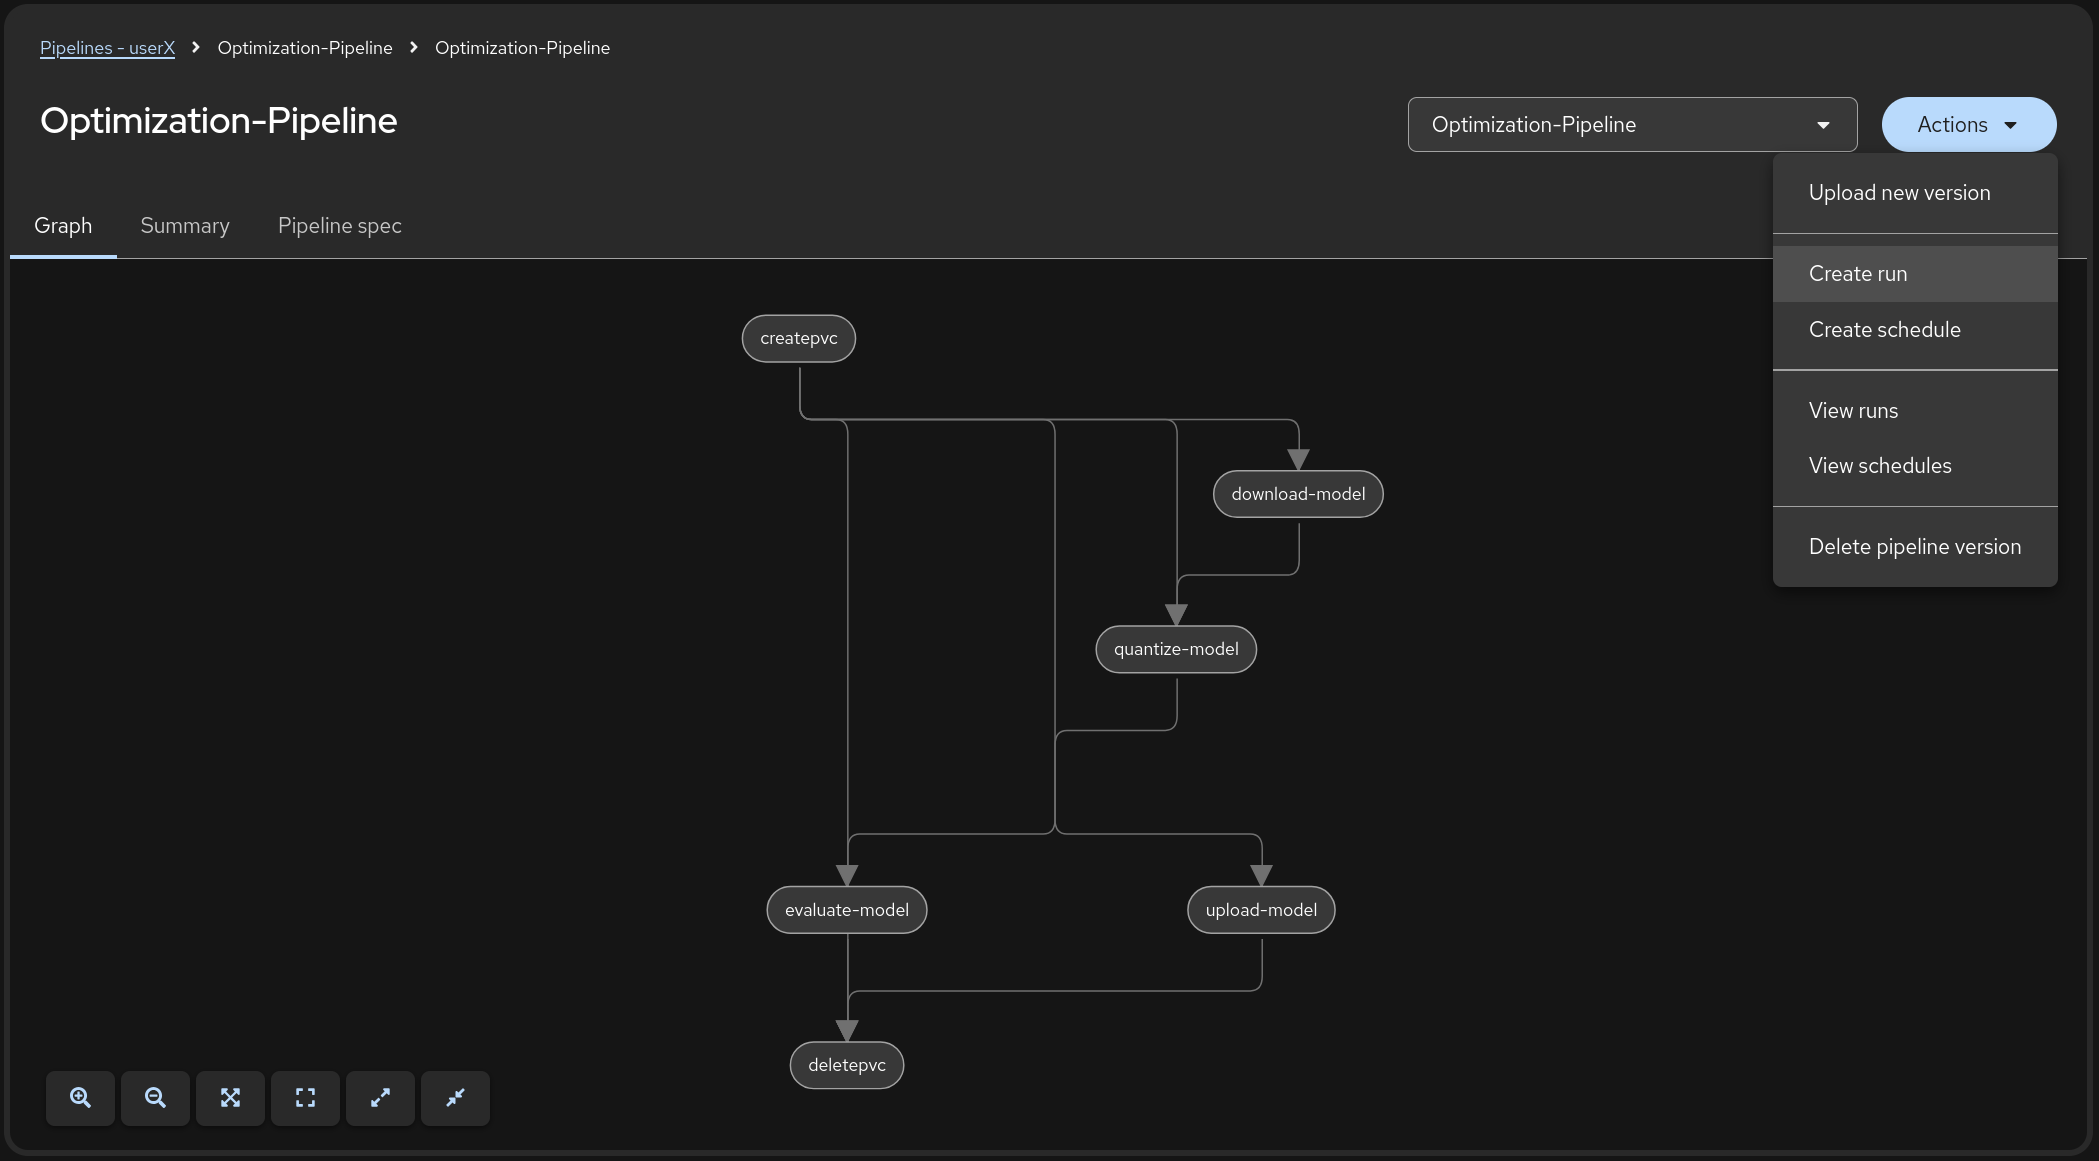 Pipelines - userX > Optimization-Pipeline > Optimization-Pipeline
Optimization-Pipeline
Optimization-Pipeline
Actions
Upload new version
Create run
Create schedule
View runs
View schedules
Delete pipeline version
Graph Summary Pipeline spec
createpvc
download-model
quantize-model
evaluate-model
upload-model
deletepvc